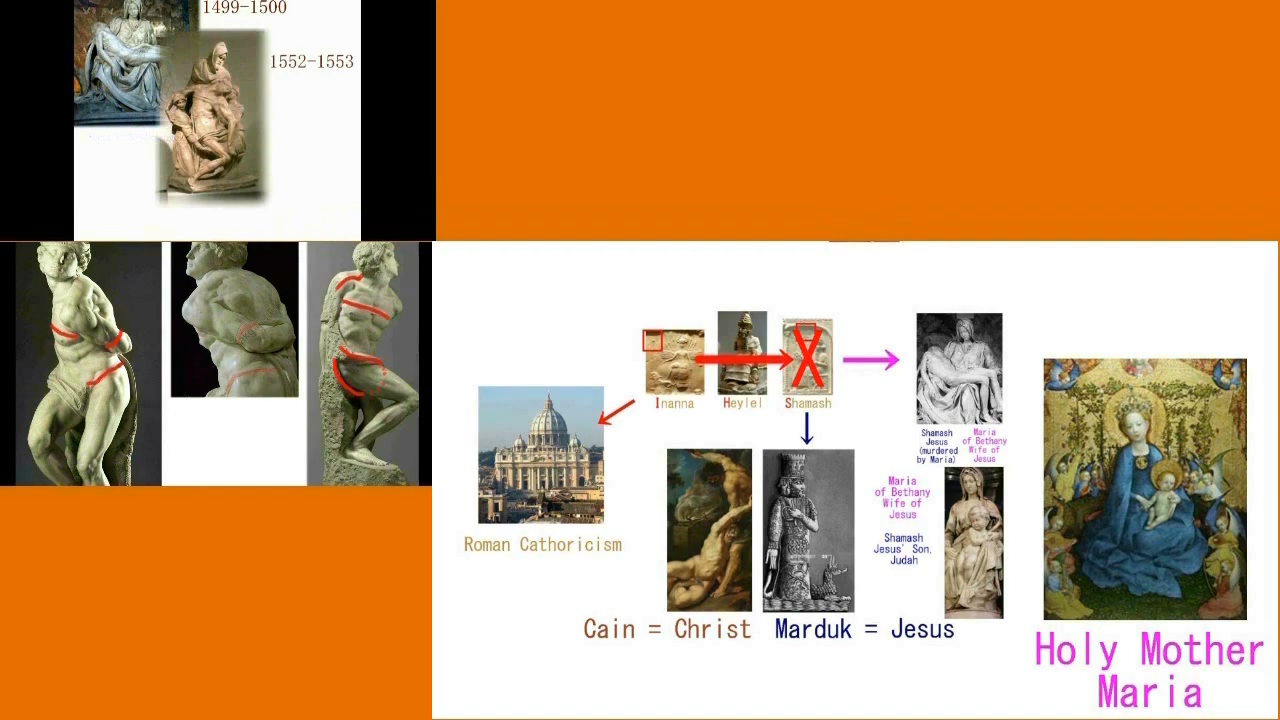 1499-1500
1552-1553
Inanna
Heylel
Shamash
Roman Cathoricism
Shamash
Jesus
(murdered
by Maria)
Maria
of Bethany
Wife of
Jesus
Maria
of Bethany
Wife of
Jesus
Shamash
Jesus' Son,
Judah
Cain = Christ
Marduk = Jesus
Holy Mother
Maria